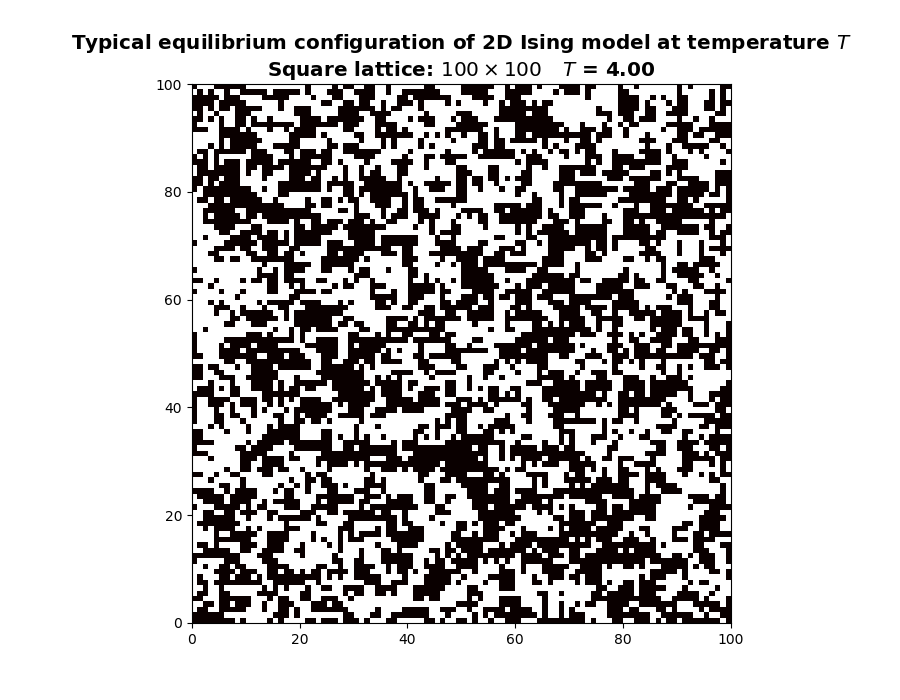 Typical equilibrium configuration of 2D Ising model at temperature T
Square lattice: 100 × 100 T = 4.00
100
80
60
40
20
0
0 20 40 60 80 100